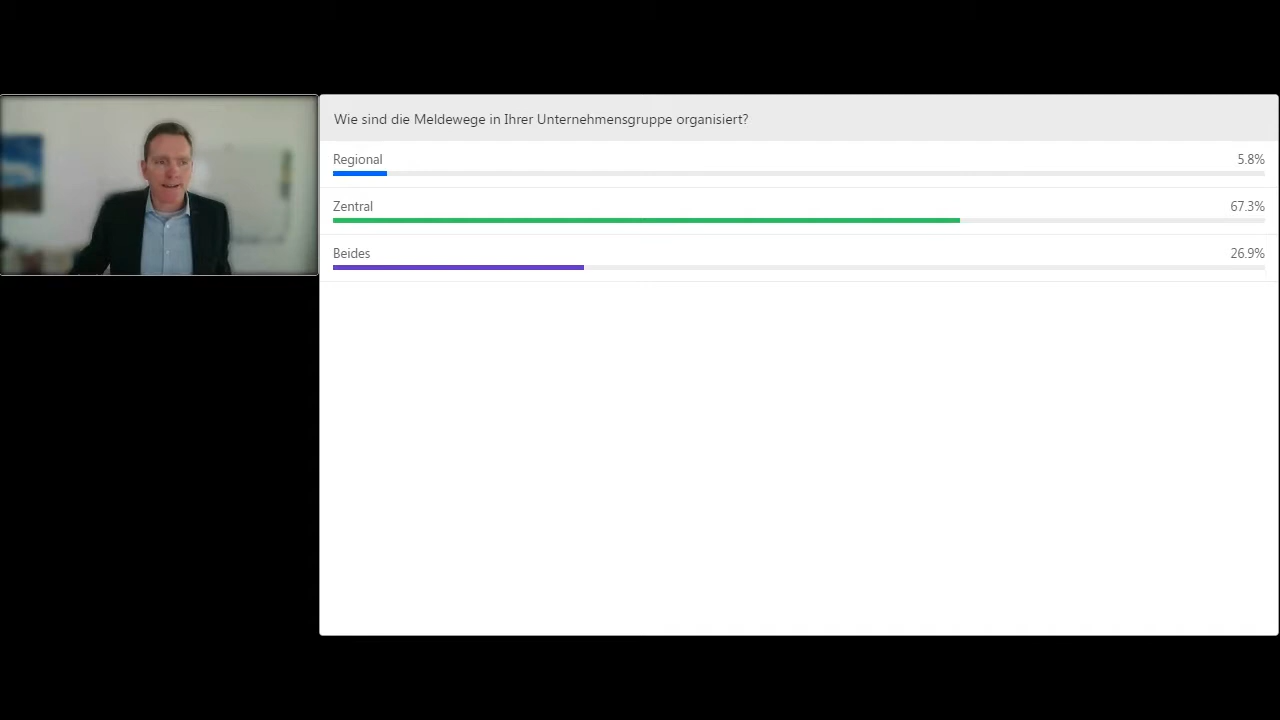 Wie sind die Meldewege in Ihrer Unternehmensgruppe organisiert?
Regional 5.8%
Zentral 67.3%
Beides 26.9%